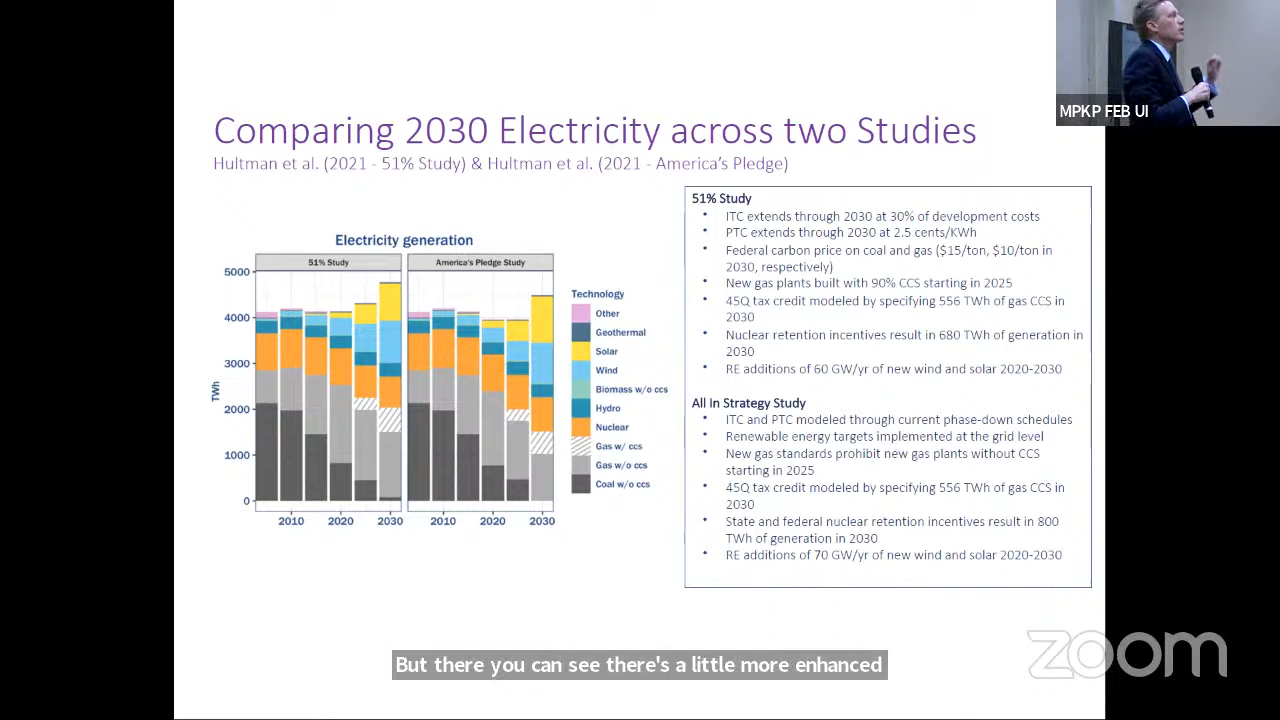 MPKP FEB UI
Comparing 2030 Electricity across two Studies
Hultman et al. (2021 - 51% Study) & Hultman et al. (2021 - America's Pledge)
Electricity generation
51% Study
America's Pledge Study
5000
4000
3000
2000
1000
0
TWh
2010
2020
2030
2010
2020
2030
Technology
Other
Geothermal
Solar
Wind
Biomass w/o ccs
Hydro
Nuclear
Gas w/ ccs
Gas w/o ccs
Coal w/o ccs
51% Study
• ITC extends through 2030 at 30% of development costs
• PTC extends through 2030 at 2.5 cents/KWh
• Federal carbon price on coal and gas ($15/ton, $10/ton in
2030, respectively)
• New gas plants built with 90% CCS starting in 2025
• 45Q tax credit modeled by specifying 556 TWh of gas CCS in
2030
• Nuclear retention incentives result in 680 TWh of generation in
2030
• RE additions of 60 GW/yr of new wind and solar 2020-2030
All in Strategy Study
• ITC and PTC modeled through current phase-down schedules
• Renewable energy targets implemented at the grid level
• New gas standards prohibit new gas plants without CCS
starting in 2025
• 45Q tax credit modeled by specifying 556 TWh of gas CCS in
2030
• State and federal nuclear retention incentives result in 800
TWh of generation in 2030
• RE additions of 70 GW/yr of new wind and solar 2020-2030
zoom
But there you can see there's a little more enhanced